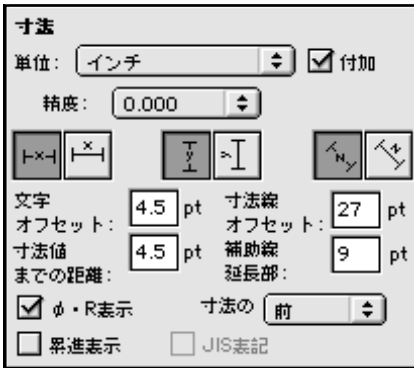 寸法
単位: インチ 付加
精度: 0.000
x x y y N N
文字 オフセット: 4.5 pt 寸法線 オフセット: 27 pt
寸法値 までの距離: 4.5 pt 補助線 延長部: 9 pt
φ・R表示 寸法の 前
累進表示 JIS表記